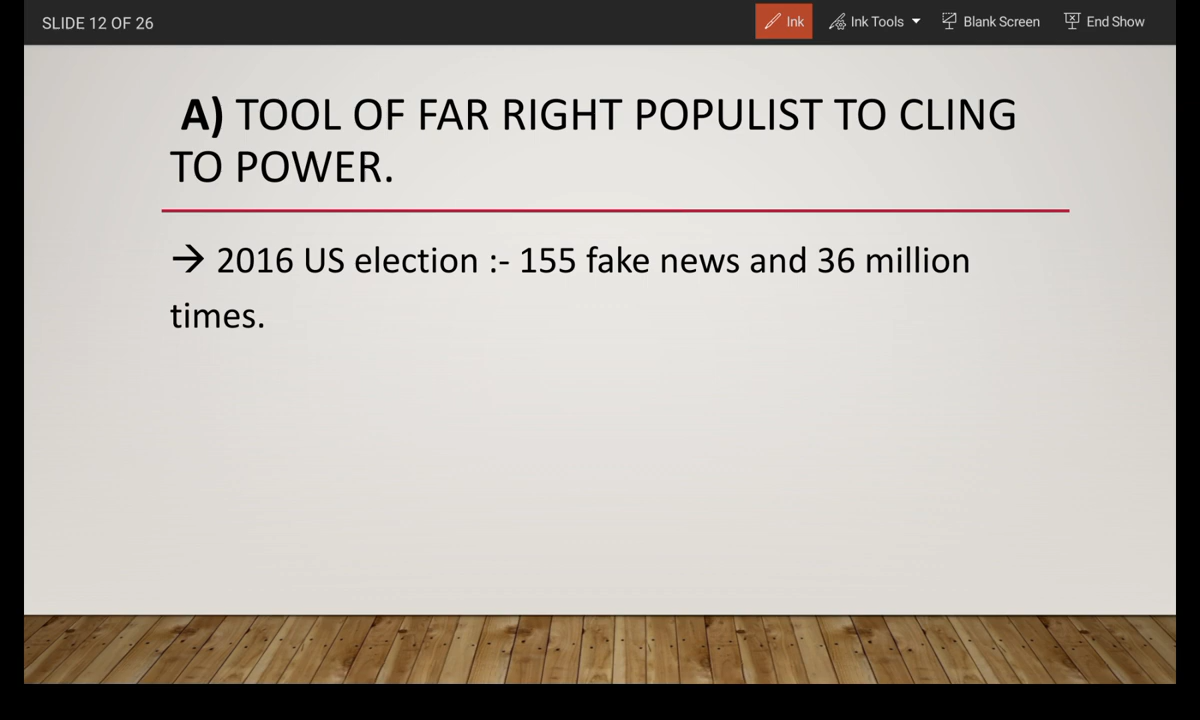 SLIDE 12 OF 26
Ink
Ink Tools
Blank Screen
End Show
A) TOOL OF FAR RIGHT POPULIST TO CLING
TO POWER.
→ 2016 US election :- 155 fake news and 36 million
times.